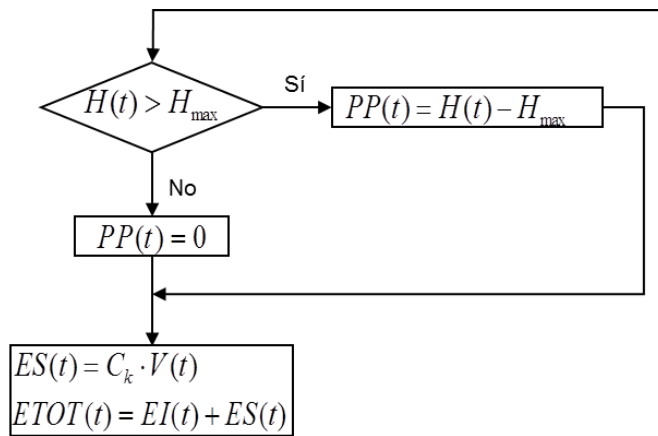 H(t) > H_max
Sí
PP(t) = H(t) − H_max
No
PP(t) = 0
ES(t) = C_k · V(t)
ETOT(t) = EI(t) + ES(t)